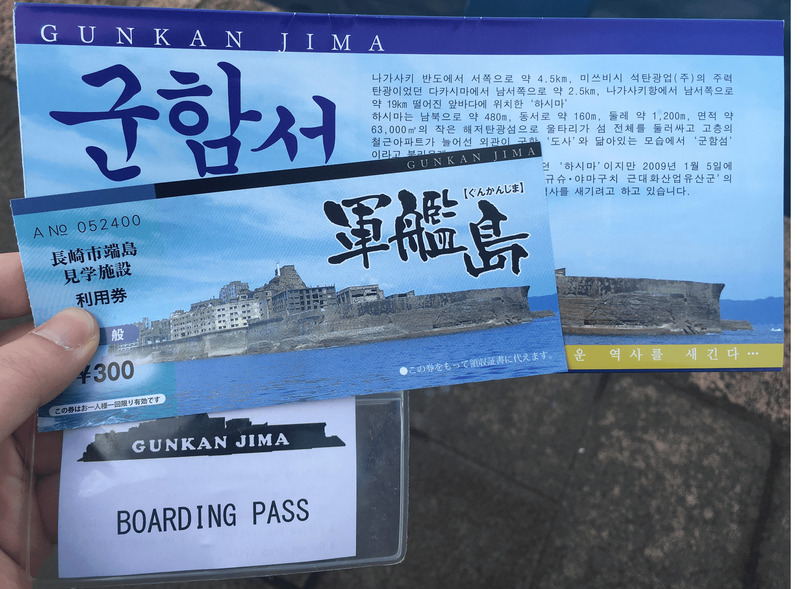 GUNKAN JIMA
군함서
나가사키 반도에서 서쪽으로 약 4.5km, 미쓰비시 석탄광업(주)의 주력
탄광이었던 다카시마에서 남서쪽으로 약 2.5km, 나가사키항에서 남서쪽으로
약 19km 떨어진 앞바다에 위치한 '하시마'
하시마는 남북으로 약 480m, 동서로 약 160m, 둘레 약 1,200m, 면적 약
63,000㎡의 작은 해저탄광섬으로 울타리가 섬 전체를 둘러싸고 고층의
철근아파트가 늘어선 외관이 군함 '도사'와 닮아있는 모습에서 '군함섬'
이라고
던 '하시마'이지만 2009년 1월 5일에
규슈·야마구치 근대화산업유산군'의
역사를 새기려고 하고 있습니다.
운 역사를 새긴다…
GUNKAN JIMA
A № 052400
長崎市端島
見学施設
利用券
般
¥300
この券はお一人様一回限り有効です
【ぐんかんじま】
軍艦島
●この券をもって領収証書に代えます。
GUNKAN JIMA
BOARDING PASS